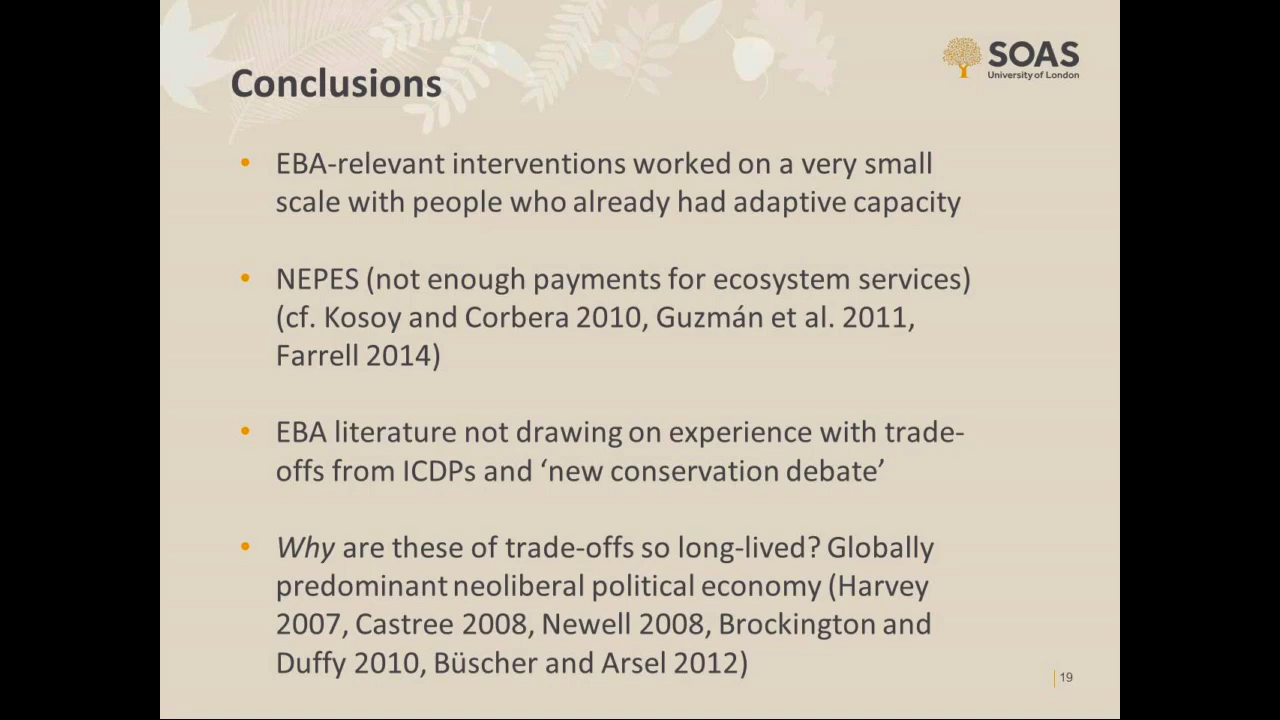 SOAS
University of London
Conclusions
• EBA-relevant interventions worked on a very small
scale with people who already had adaptive capacity
• NEPES (not enough payments for ecosystem services)
(cf. Kosoy and Corbera 2010, Guzmán et al. 2011,
Farrell 2014)
• EBA literature not drawing on experience with trade-
offs from ICDPs and ‘new conservation debate’
• Why are these of trade-offs so long-lived? Globally
predominant neoliberal political economy (Harvey
2007, Castree 2008, Newell 2008, Brockington and
Duffy 2010, Büscher and Arsel 2012)
19